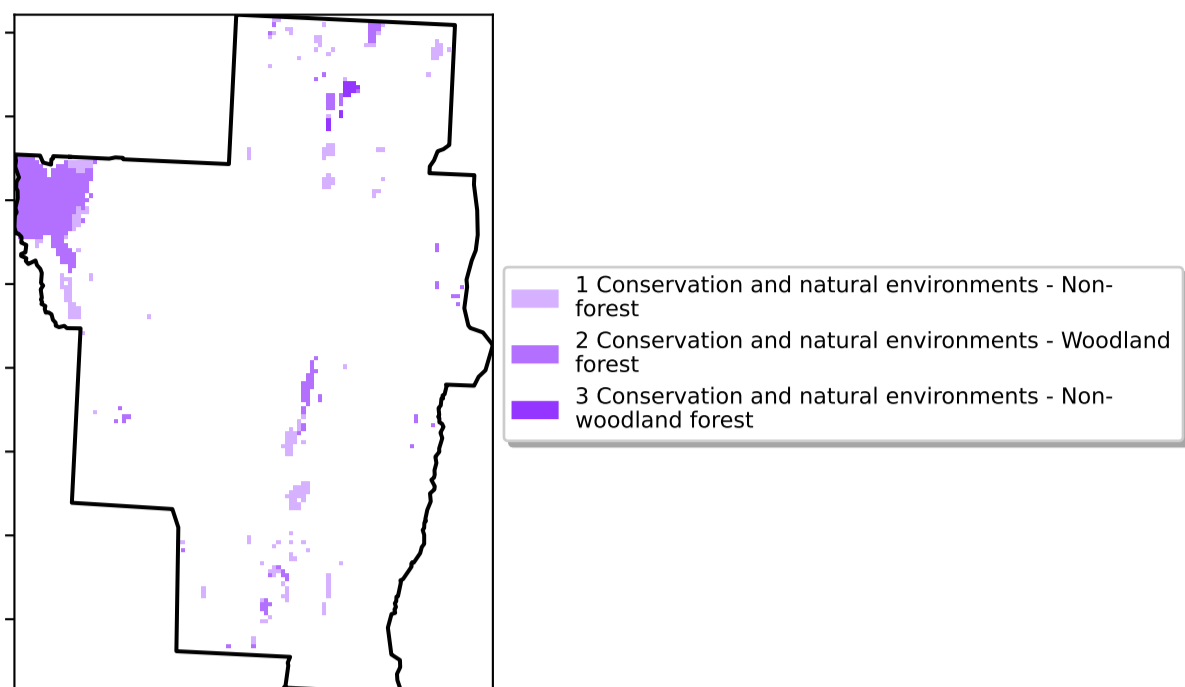 1 Conservation and natural environments - Non-
forest
2 Conservation and natural environments - Woodland
forest
3 Conservation and natural environments - Non-
woodland forest